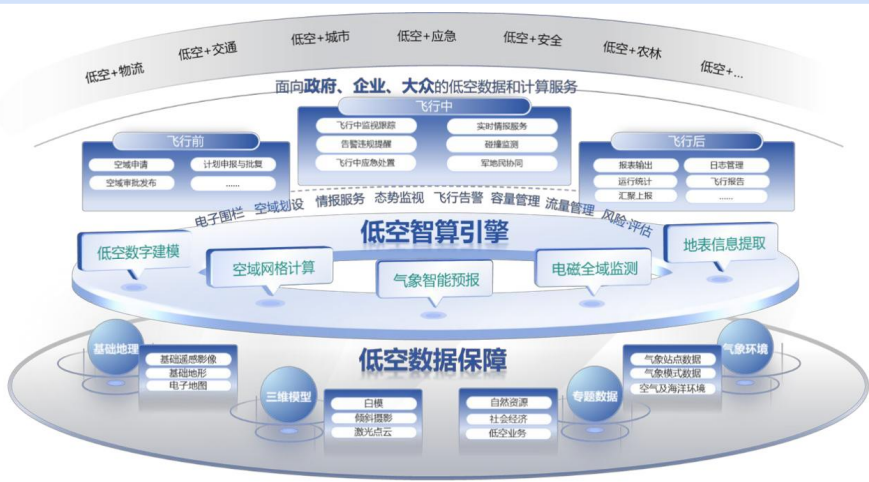 低空+物流
低空+交通
低空+城市
低空+应急
低空+安全
低空+农林
低空+...
面向政府、企业、大众的低空数据和计算服务
飞行前
空域申请
计划申报与批复
空域审批发布
......
飞行中
飞行中监视跟踪
实时情报服务
告警违规提醒
碰撞监测
飞行中应急处置
军地民协同
飞行后
报表输出
日志管理
运行统计
飞行报告
汇聚上报
......
电子围栏
空域划设
情报服务
态势监视
飞行告警
容量管理
流量管理
风险·评估
低空智算引擎
低空数字建模
空域网格计算
气象智能预报
电磁全域监测
地表信息提取
低空数据保障
基础地理
基础遥感影像
基础地形
电子地图
三维模型
白模
倾斜摄影
激光点云
专题数据
自然资源
社会经济
低空业务
气象环境
气象站点数据
气象模式数据
空气及海洋环境